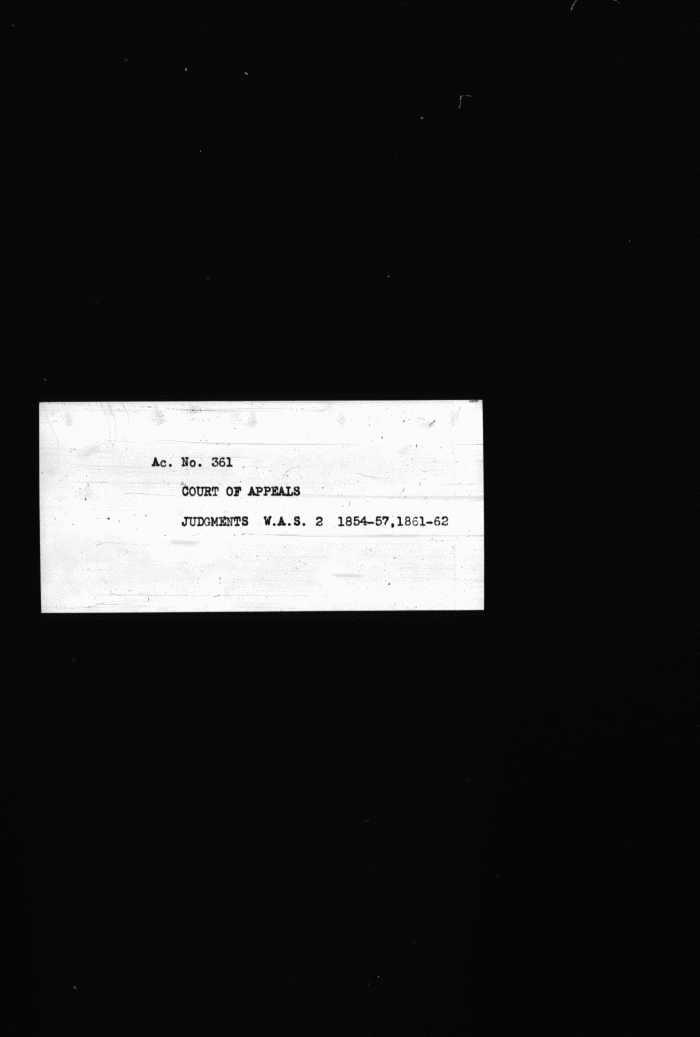 Ac. No. 361
COURT OF APPEALS
JUDGMENTS W.A.S. 2 1854-57,1861-62